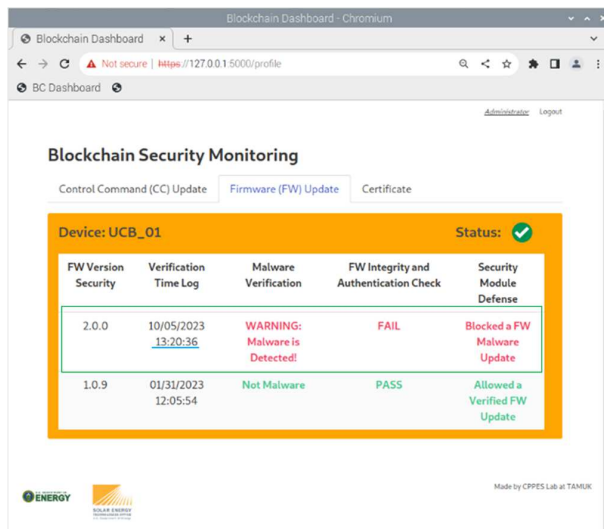 Blockchain Dashboard - Chromium
Blockchain Dashboard × +
Not secure | https://127.0.0.1:5000/profile
BC Dashboard
Administrator Logout
Blockchain Security Monitoring
Control Command (CC) Update Firmware (FW) Update Certificate
Device: UCB_01 Status:
FW Version Verification Malware FW Integrity and Security
Security Time Log Verification Authentication Check Module
Defense
2.0.0 10/05/2023 WARNING: FAIL Blocked a FW
13:20:36 Malware is Malware
Detected! Update
1.0.9 01/31/2023 Not Malware PASS Allowed a
12:05:54 Verified FW
Update
Made by CPPES Lab at TAMUK
ENERGY
SOLAR ENERGY